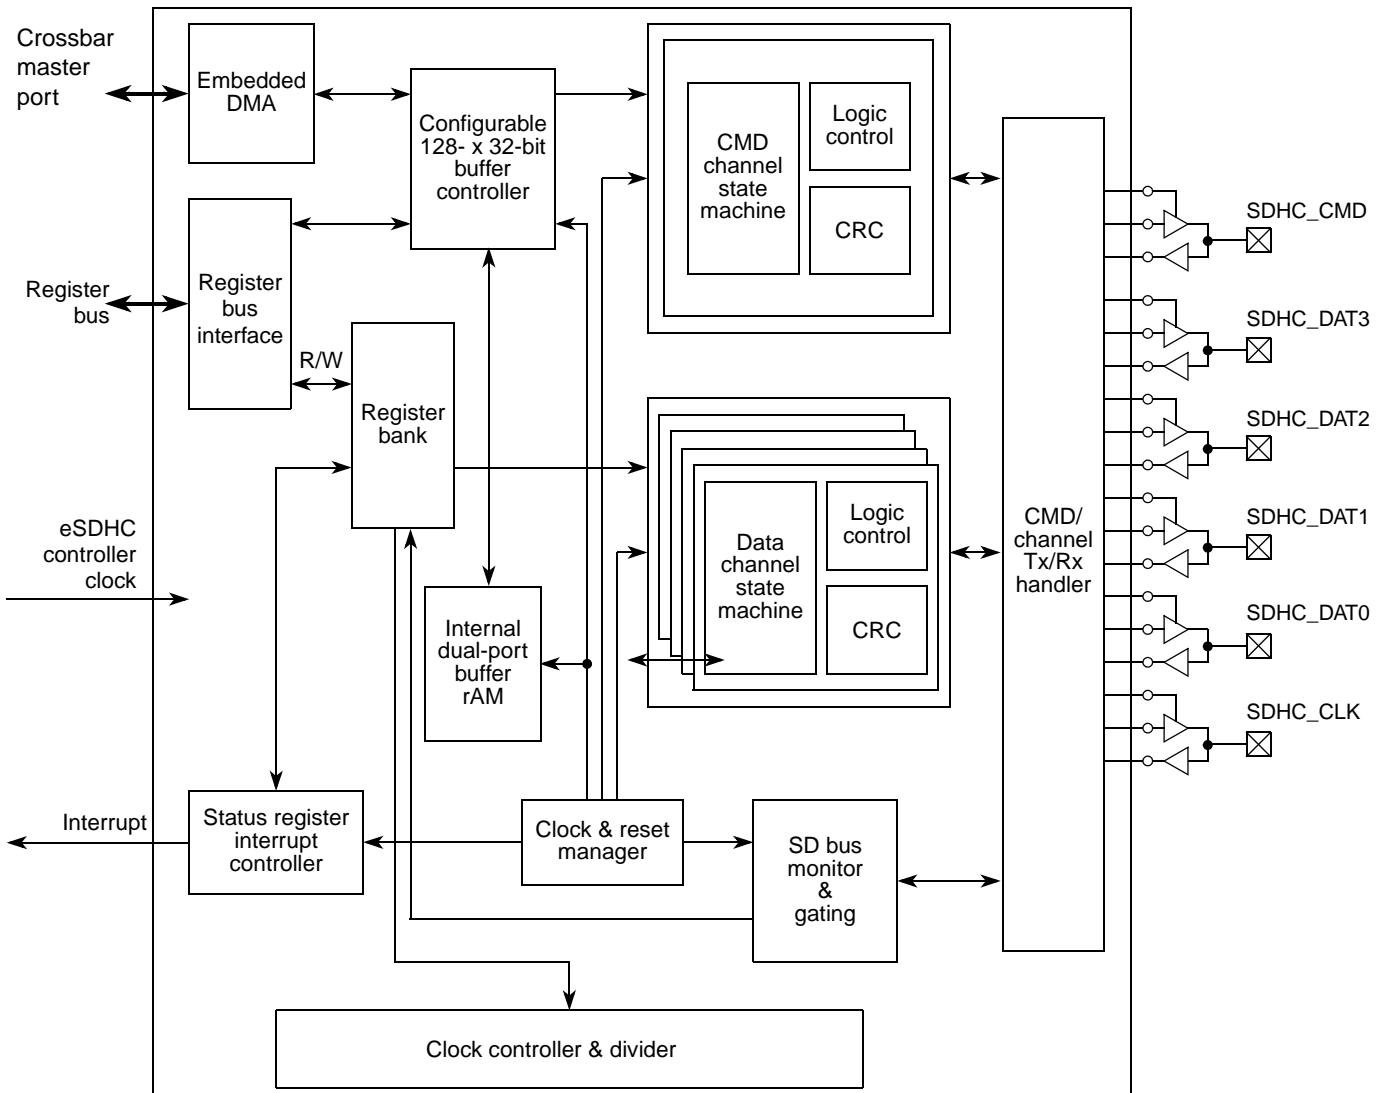 Crossbar
master
port
Embedded
DMA
Configurable
128- x 32-bit
buffer
controller
CMD
channel
state
machine
Logic
control
CRC
SDHC_CMD
Register
bus
Register
bus
interface
R/W
Register
bank
SDHC_DAT3
SDHC_DAT2
eSDHC
controller
clock
Internal
dual-port
buffer
rAM
Data
channel
state
machine
Logic
control
CRC
CMD/
channel
Tx/Rx
handler
SDHC_DAT1
SDHC_DAT0
SDHC_CLK
Interrupt
Status register
interrupt
controller
Clock & reset
manager
SD bus
monitor
&
gating
Clock controller & divider